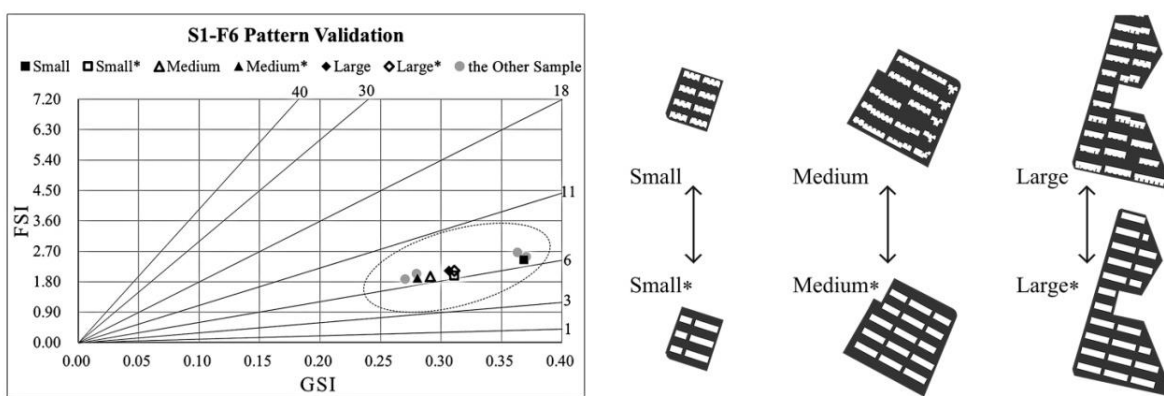 S1-F6 Pattern Validation
■ Small □ Small* △ Medium ▲ Medium* ◆ Large ◇ Large* ● the Other Sample
40 30 18
7.20
6.30
5.40
4.50
3.60
2.70
1.80
0.90
0.00
11
6
3
1
FSI
0.00 0.05 0.10 0.15 0.20 0.25 0.30 0.35 0.40
GSI
Small Medium Large
Small* Medium* Large*